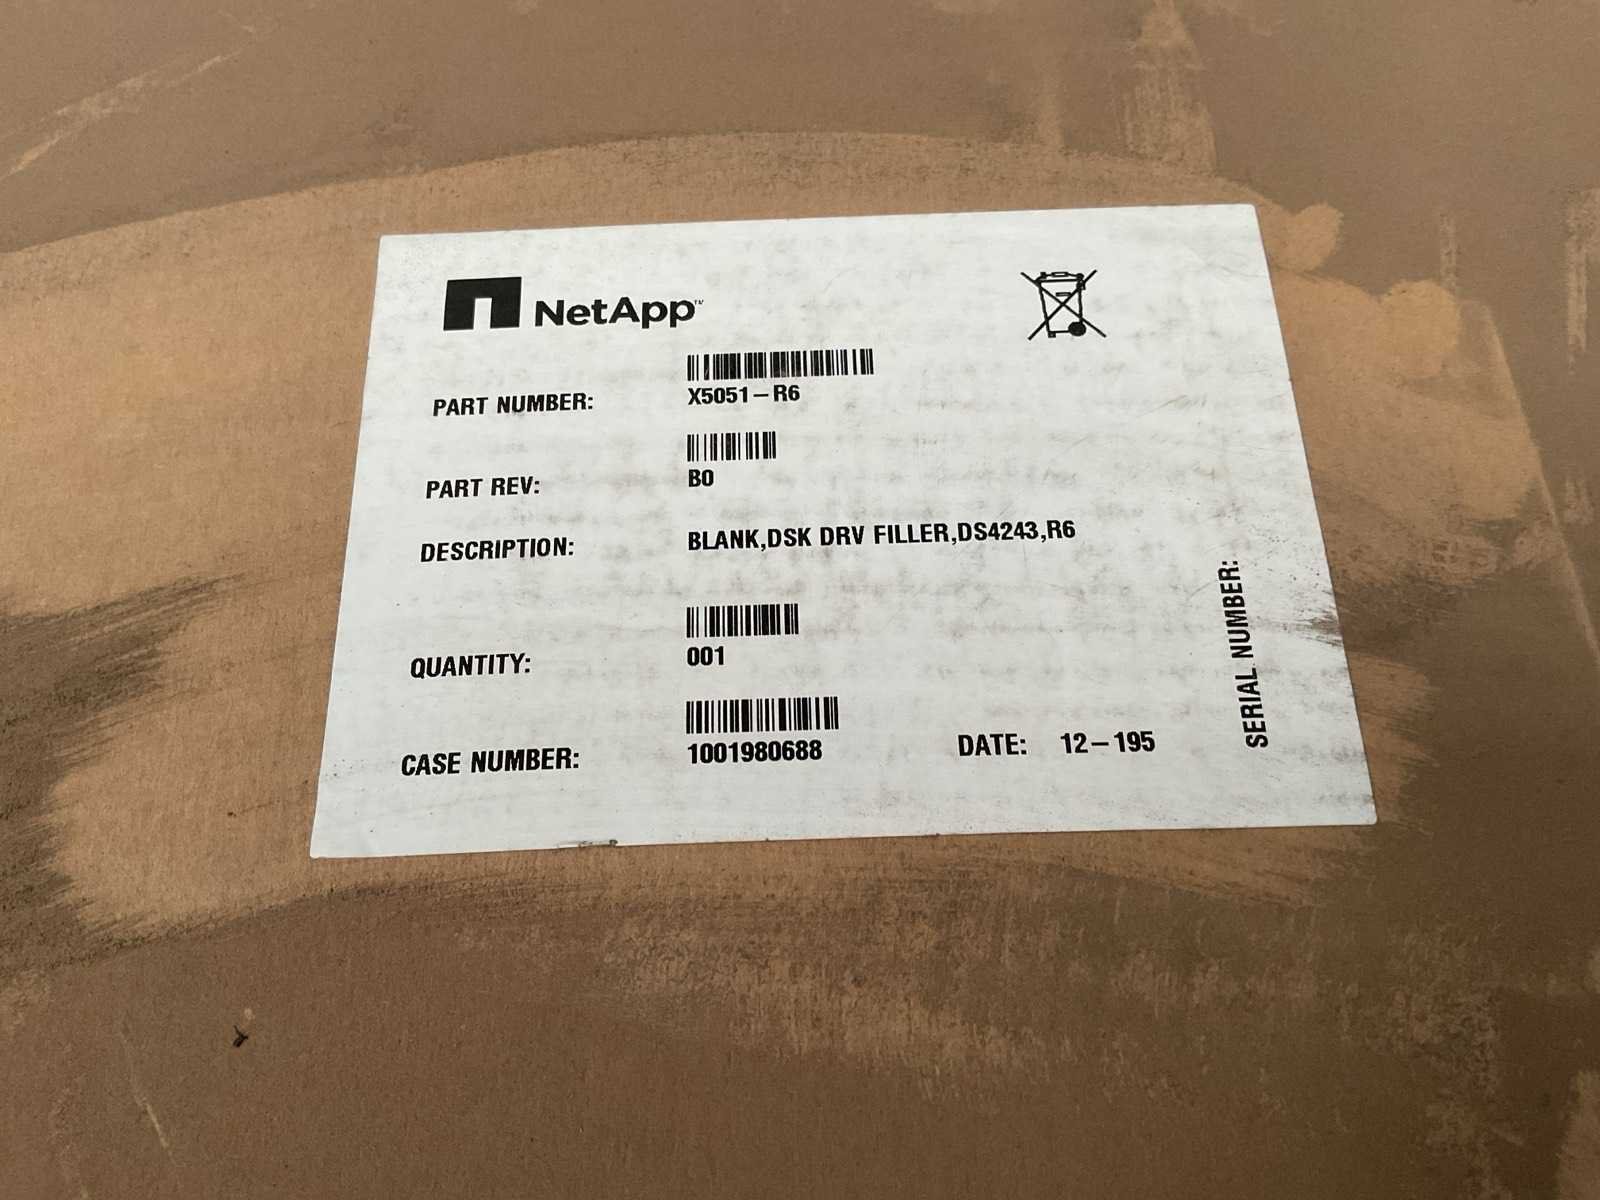 NetApp™
PART NUMBER: X5051-R6
PART REV: B0
DESCRIPTION: BLANK,DSK DRV FILLER,DS4243,R6
QUANTITY: 001
CASE NUMBER: 1001980688
DATE: 12-195
SERIAL NUMBER: